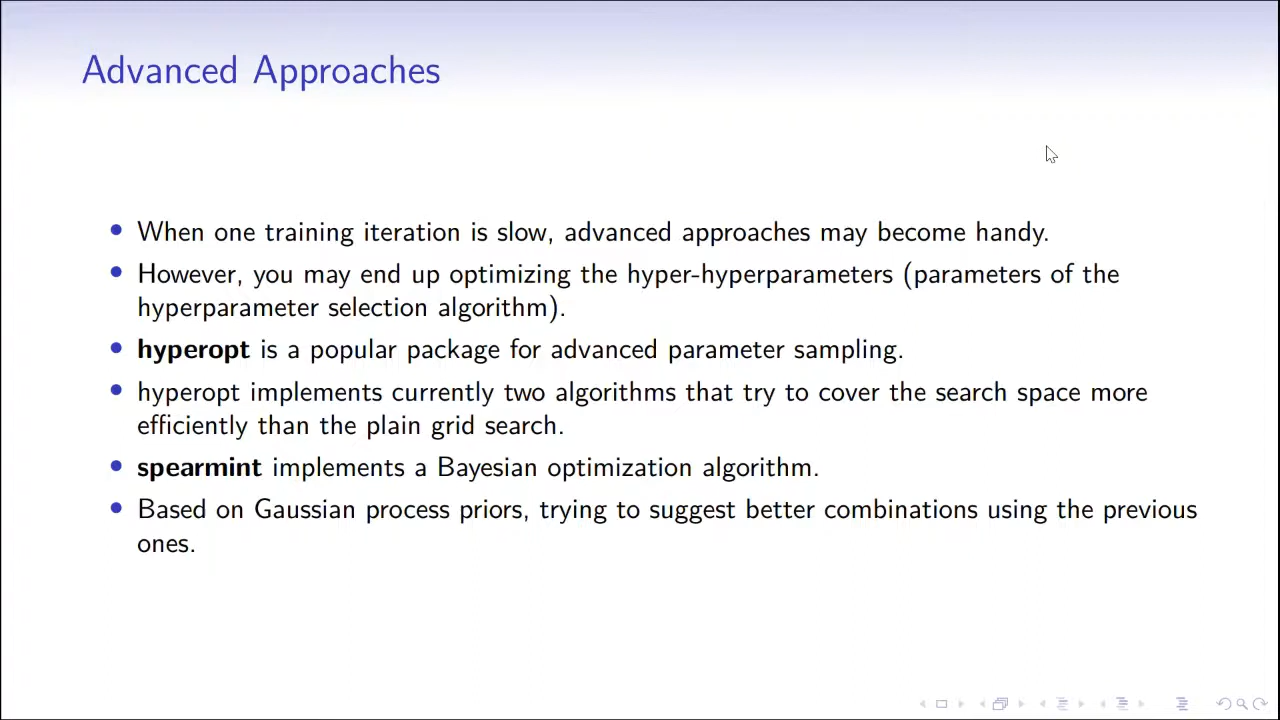 Advanced Approaches
When one training iteration is slow, advanced approaches may become handy.
However, you may end up optimizing the hyper-hyperparameters (parameters of the
hyperparameter selection algorithm).
hyperopt is a popular package for advanced parameter sampling.
hyperopt implements currently two algorithms that try to cover the search space more
efficiently than the plain grid search.
spearmint implements a Bayesian optimization algorithm.
Based on Gaussian process priors, trying to suggest better combinations using the previous
ones.